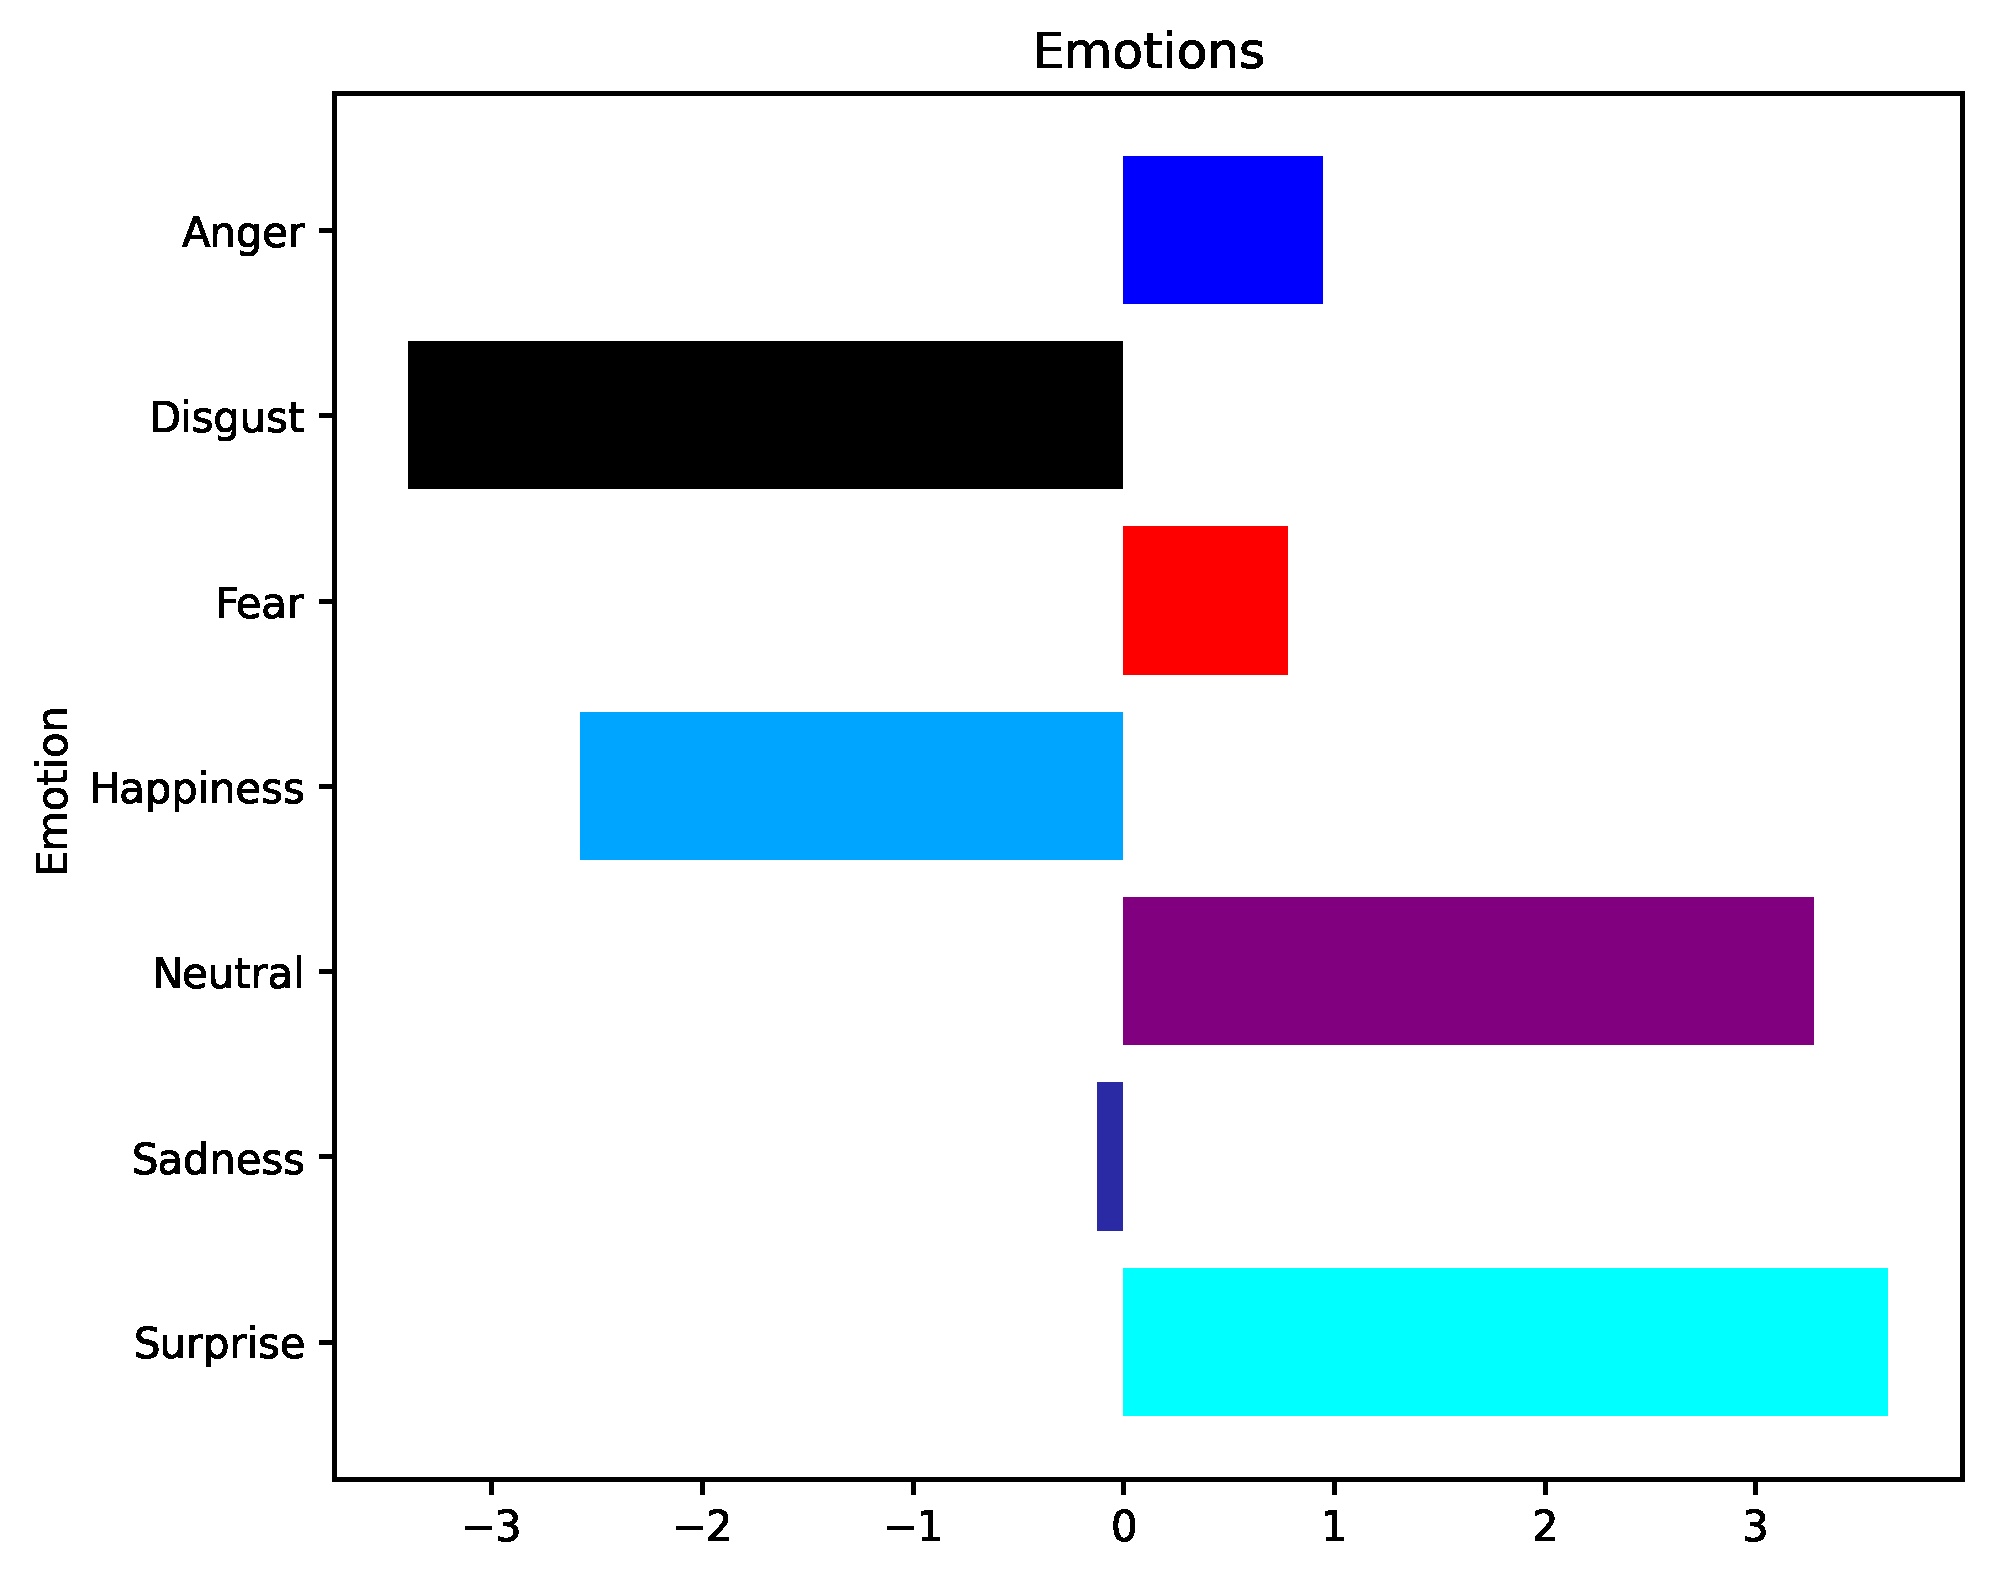 Emotions
Emotion
Anger
Disgust
Fear
Happiness
Neutral
Sadness
Surprise
−3 −2 −1 0 1 2 3